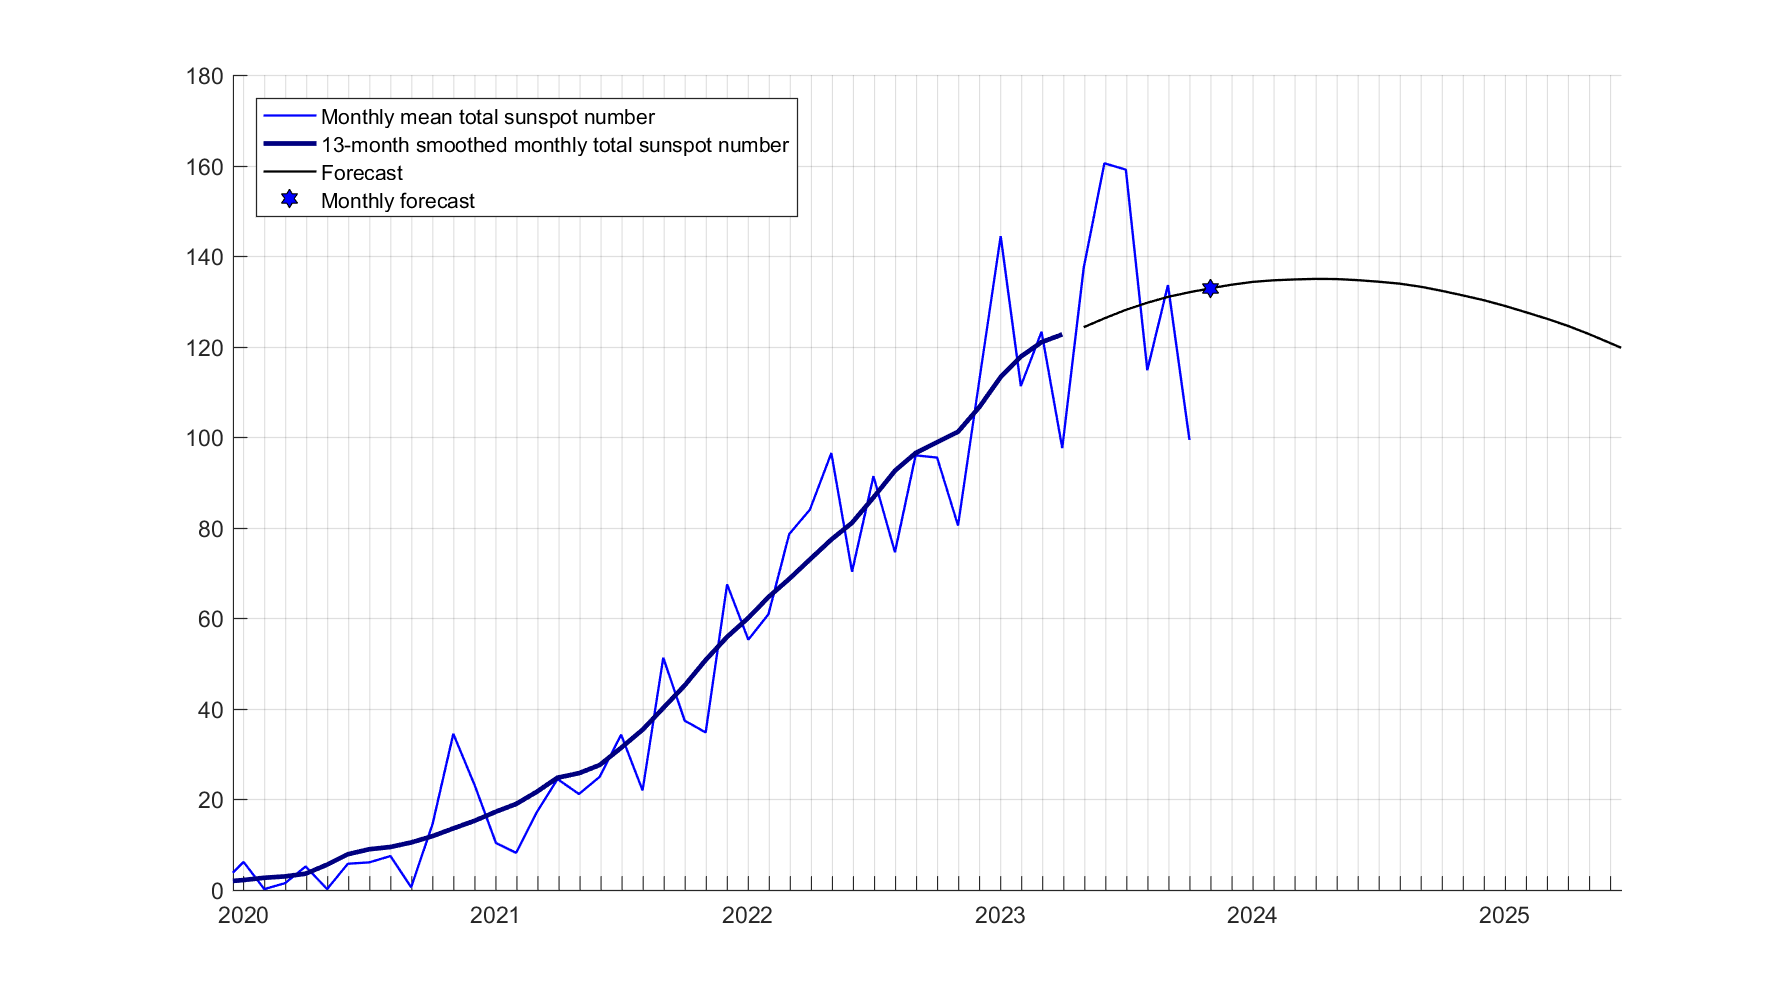 180
160
140
120
100
80
60
40
20
0
Monthly mean total sunspot number
13-month smoothed monthly total sunspot number
Forecast
Monthly forecast
2020 2021 2022 2023 2024 2025